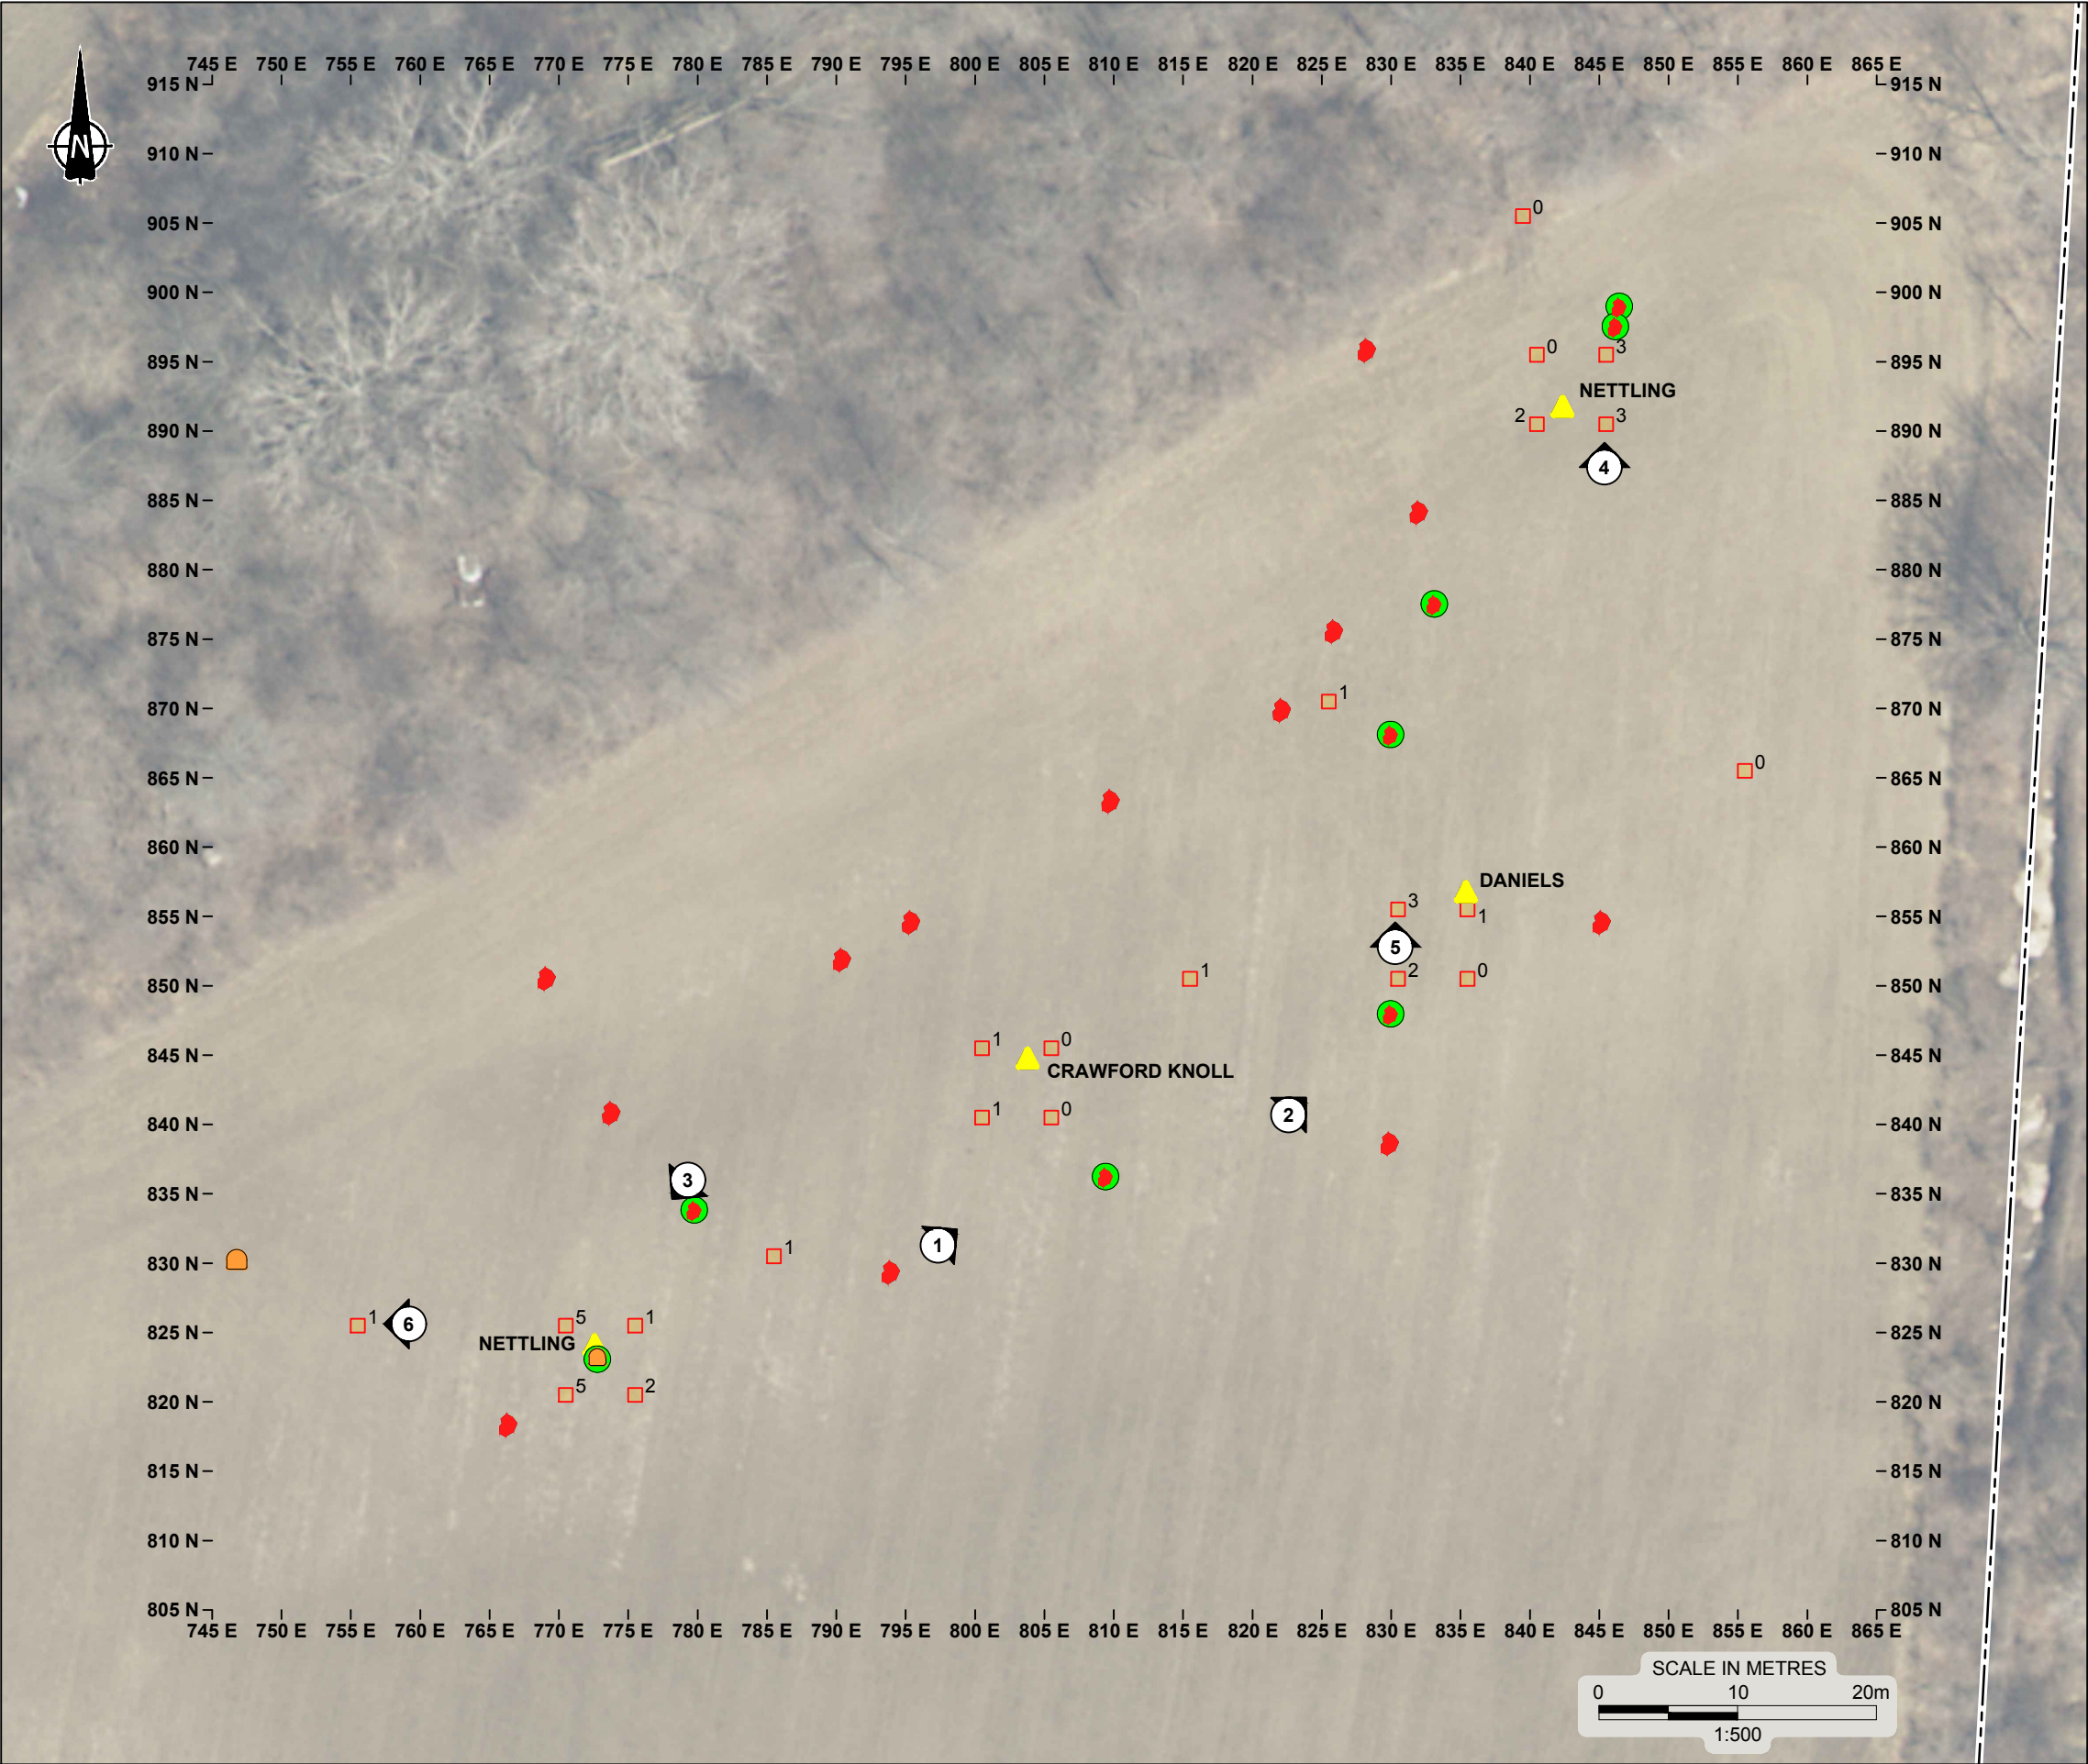 745 E 750 E 755 E 760 E 765 E 770 E 775 E 780 E 785 E 790 E 795 E 800 E 805 E 810 E 815 E 820 E 825 E 830 E 835 E 840 E 845 E 850 E 855 E 860 E 865 E
915 N 915 N
N
910 N 910 N
0
905 N 905 N
900 N 900 N
0 3
895 N 895 N
NETTLING
2 3
890 N 890 N
4
885 N 885 N
880 N 880 N
875 N 875 N
1
870 N 870 N
0
865 N 865 N
860 N 860 N
DANIELS
3 1
855 N 855 N
5
1 2 0
850 N 850 N
1 0
845 N 845 N
CRAWFORD KNOLL
1 0 2
840 N 840 N
3
835 N 835 N
1 1
830 N 830 N
1 6 5 1
825 N 825 N
NETTLING
5 2
820 N 820 N
815 N 815 N
810 N 810 N
805 N 805 N
745 E 750 E 755 E 760 E 765 E 770 E 775 E 780 E 785 E 790 E 795 E 800 E 805 E 810 E 815 E 820 E 825 E 830 E 835 E 840 E 845 E 850 E 855 E 860 E 865 E
SCALE IN METRES
0 10 20m
1:500